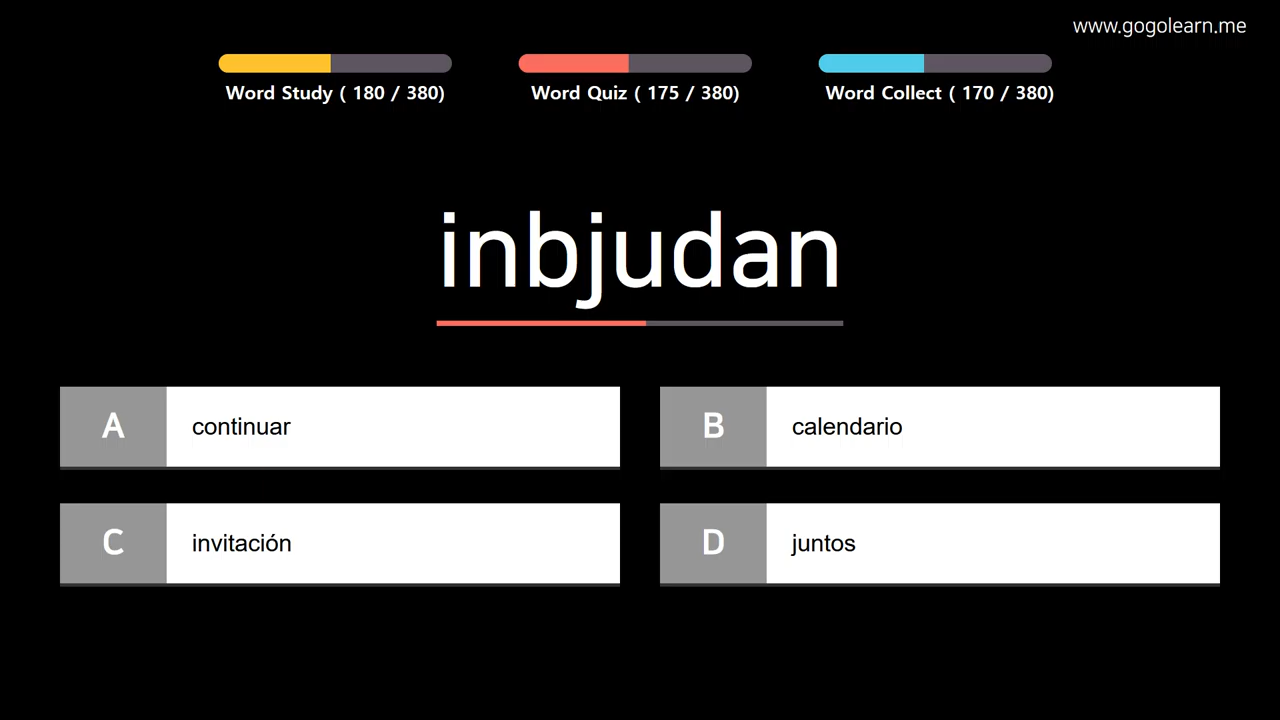 www.gogolearn.me
Word Study ( 180 / 380)
Word Quiz ( 175 / 380)
Word Collect ( 170 / 380)
inbjudan
A continuar
B calendario
C invitación
D juntos